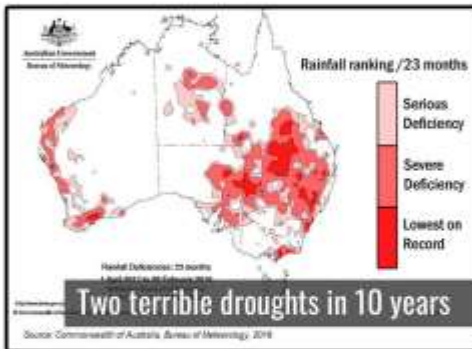 Australian Government
Bureau of Meteorology
Rainfall ranking /23 months
Serious
Deficiency
Severe
Deficiency
Lowest on
Record
Rainfall Deficiencies: 23 months
Two terrible droughts in 10 years
Source: Commonwealth of Australia, Bureau of Meteorology, 2019